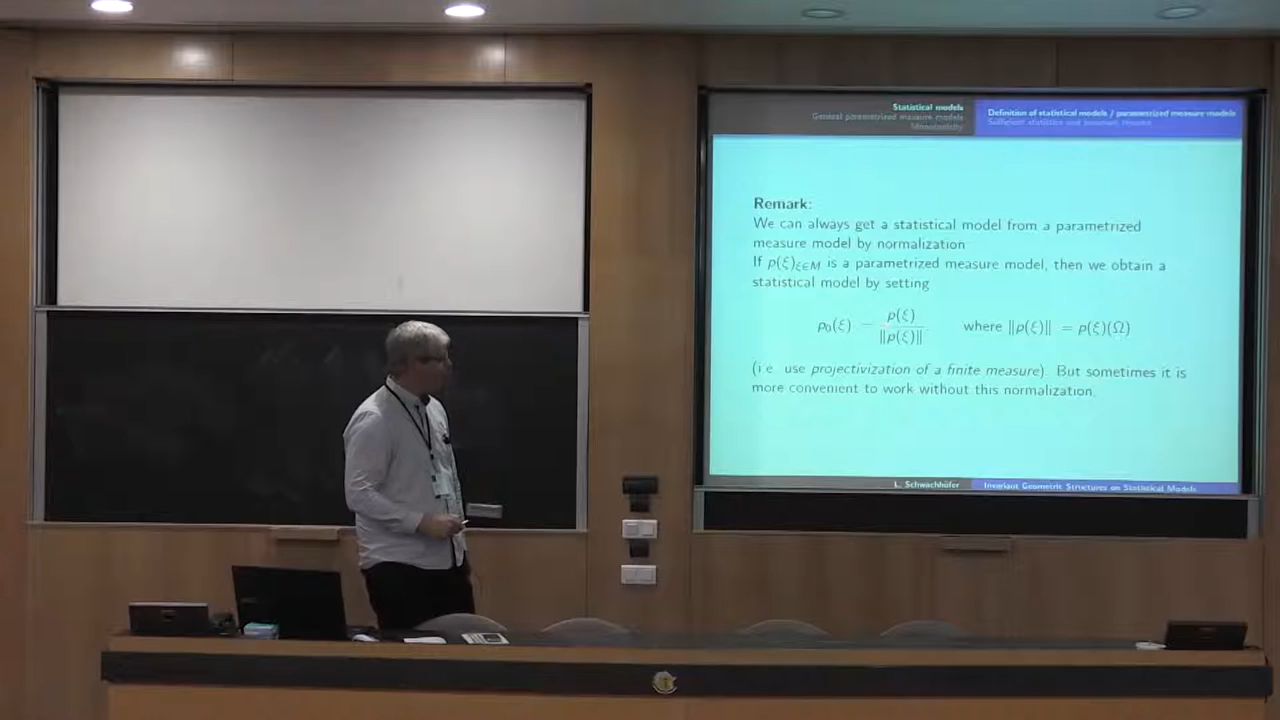 Statistical models
General parametrized measure models
Monotonicity
Definition of statistical models / parametrized measure models
Sufficient statistics and
Remark:
We can always get a statistical model from a parametrized
measure model by normalization
If p(ξ)ξ∈M is a parametrized measure model, then we obtain a
statistical model by setting
p₀(ξ) = p(ξ) / ‖p(ξ)‖ where ‖p(ξ)‖ = p(ξ)(Ω)
(i.e. use projectivization of a finite measure). But sometimes it is
more convenient to work without this normalization.
L. Schwachhöfer
Invariant Geometric Structures on Statistical Models